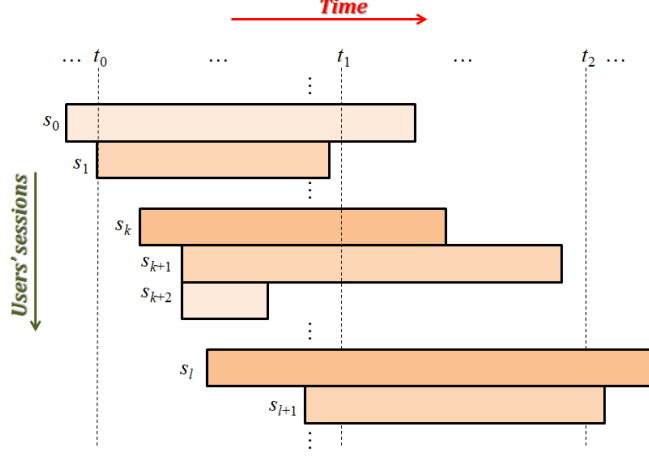 Time
... t0 ... t1 ... t2 ...
⋮
s0
s1
⋮
sk
sk+1
sk+2
⋮
sl
sl+1
⋮
Users' sessions